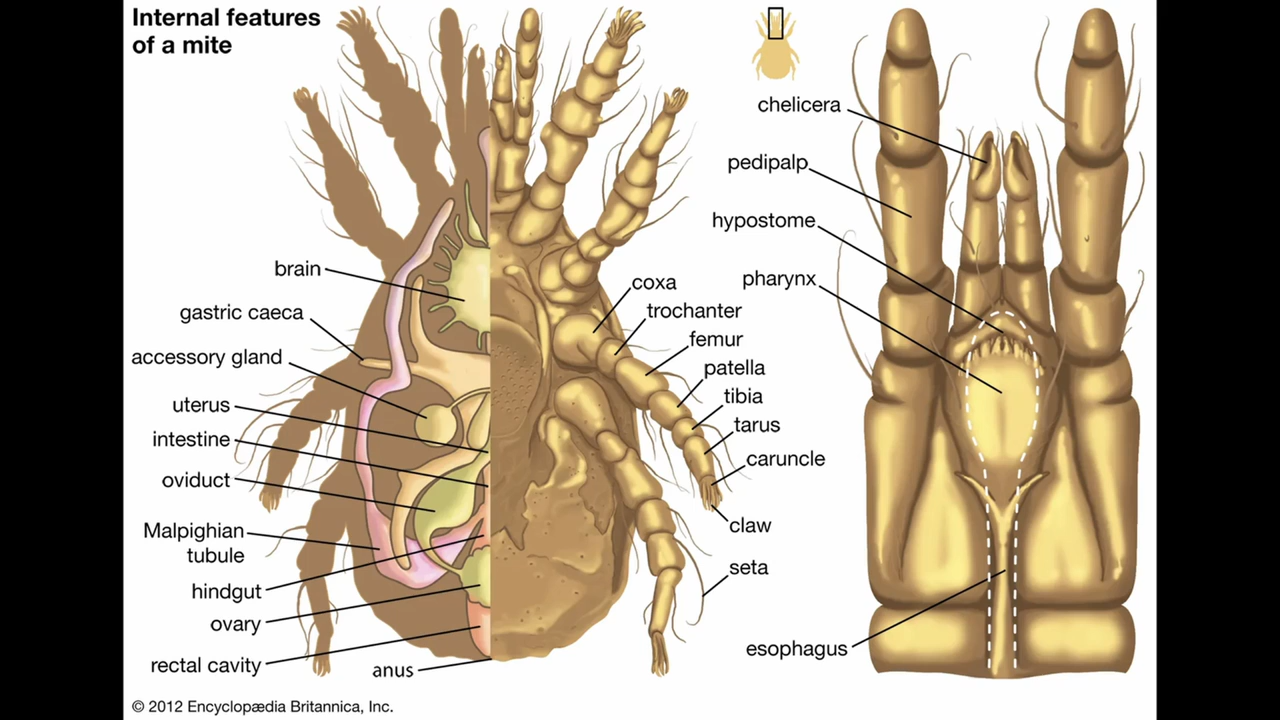 Internal features
of a mite
brain
gastric caeca
accessory gland
uterus
intestine
oviduct
Malpighian
tubule
hindgut
ovary
rectal cavity
anus
coxa
trochanter
femur
patella
tibia
tarus
caruncle
claw
seta
chelicera
pedipalp
hypostome
pharynx
esophagus
© 2012 Encyclopædia Britannica, Inc.